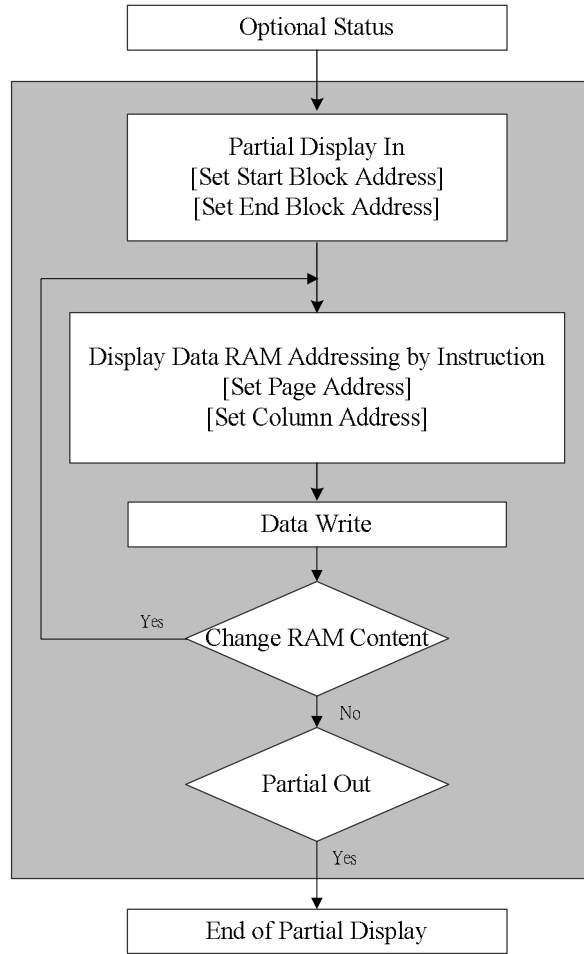 Optional Status
Partial Display In
[Set Start Block Address]
[Set End Block Address]
Display Data RAM Addressing by Instruction
[Set Page Address]
[Set Column Address]
Data Write
Yes
Change RAM Content
No
Partial Out
Yes
End of Partial Display